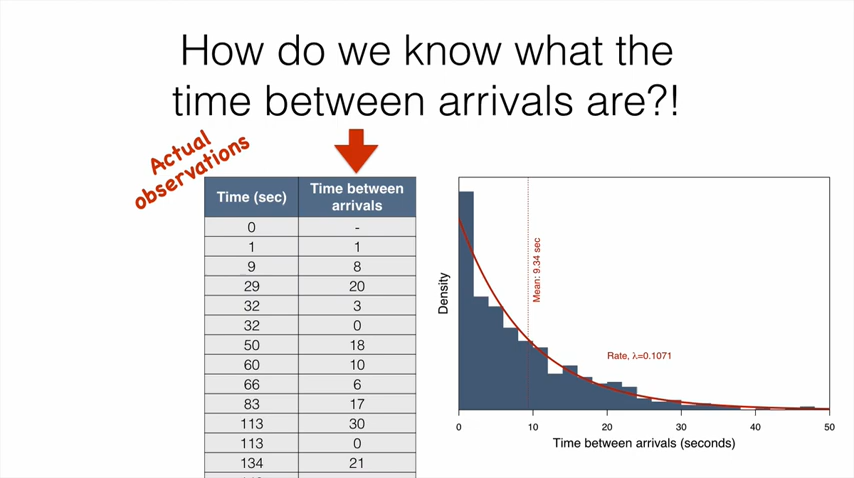 How do we know what the
time between arrivals are?!
Actual
observations
Time (sec) Time between
arrivals
0 -
1 1
9 8
29 20
32 3
32 0
50 18
60 10
66 6
83 17
113 30
113 0
134 21
Density
Mean: 9.34 sec
Rate, λ=0.1071
0 10 20 30 40 50
Time between arrivals (seconds)